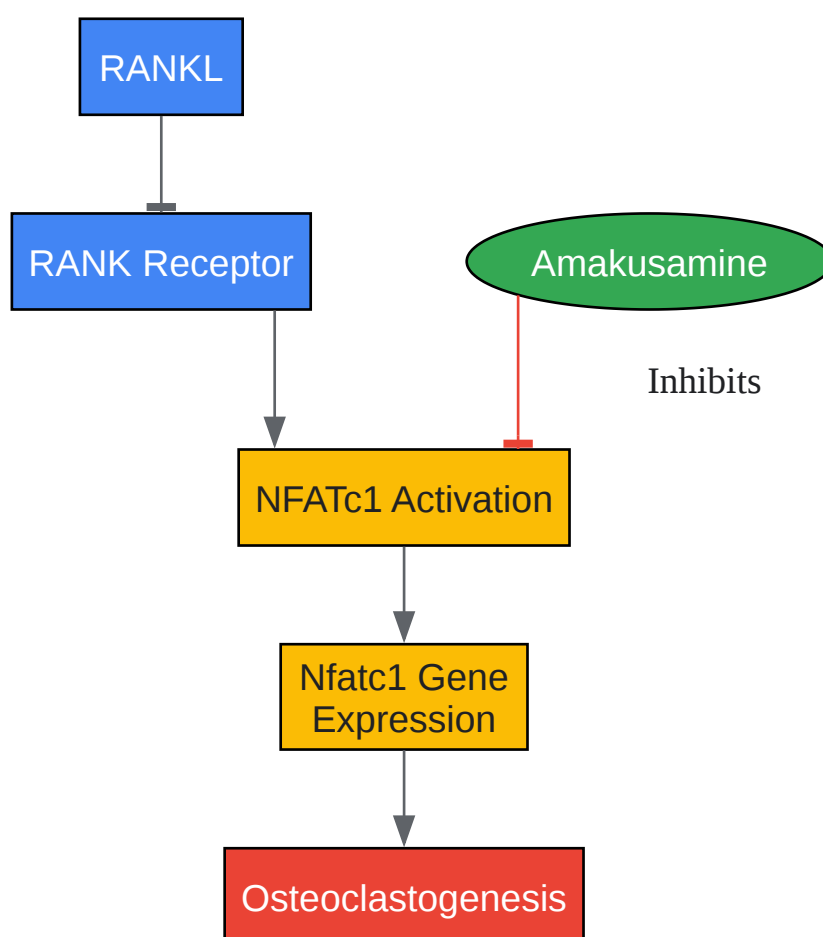 RANKL
RANK Receptor
Amakusamine
Inhibits
NFATc1 Activation
Nfatc1 Gene
Expression
Osteoclastogenesis